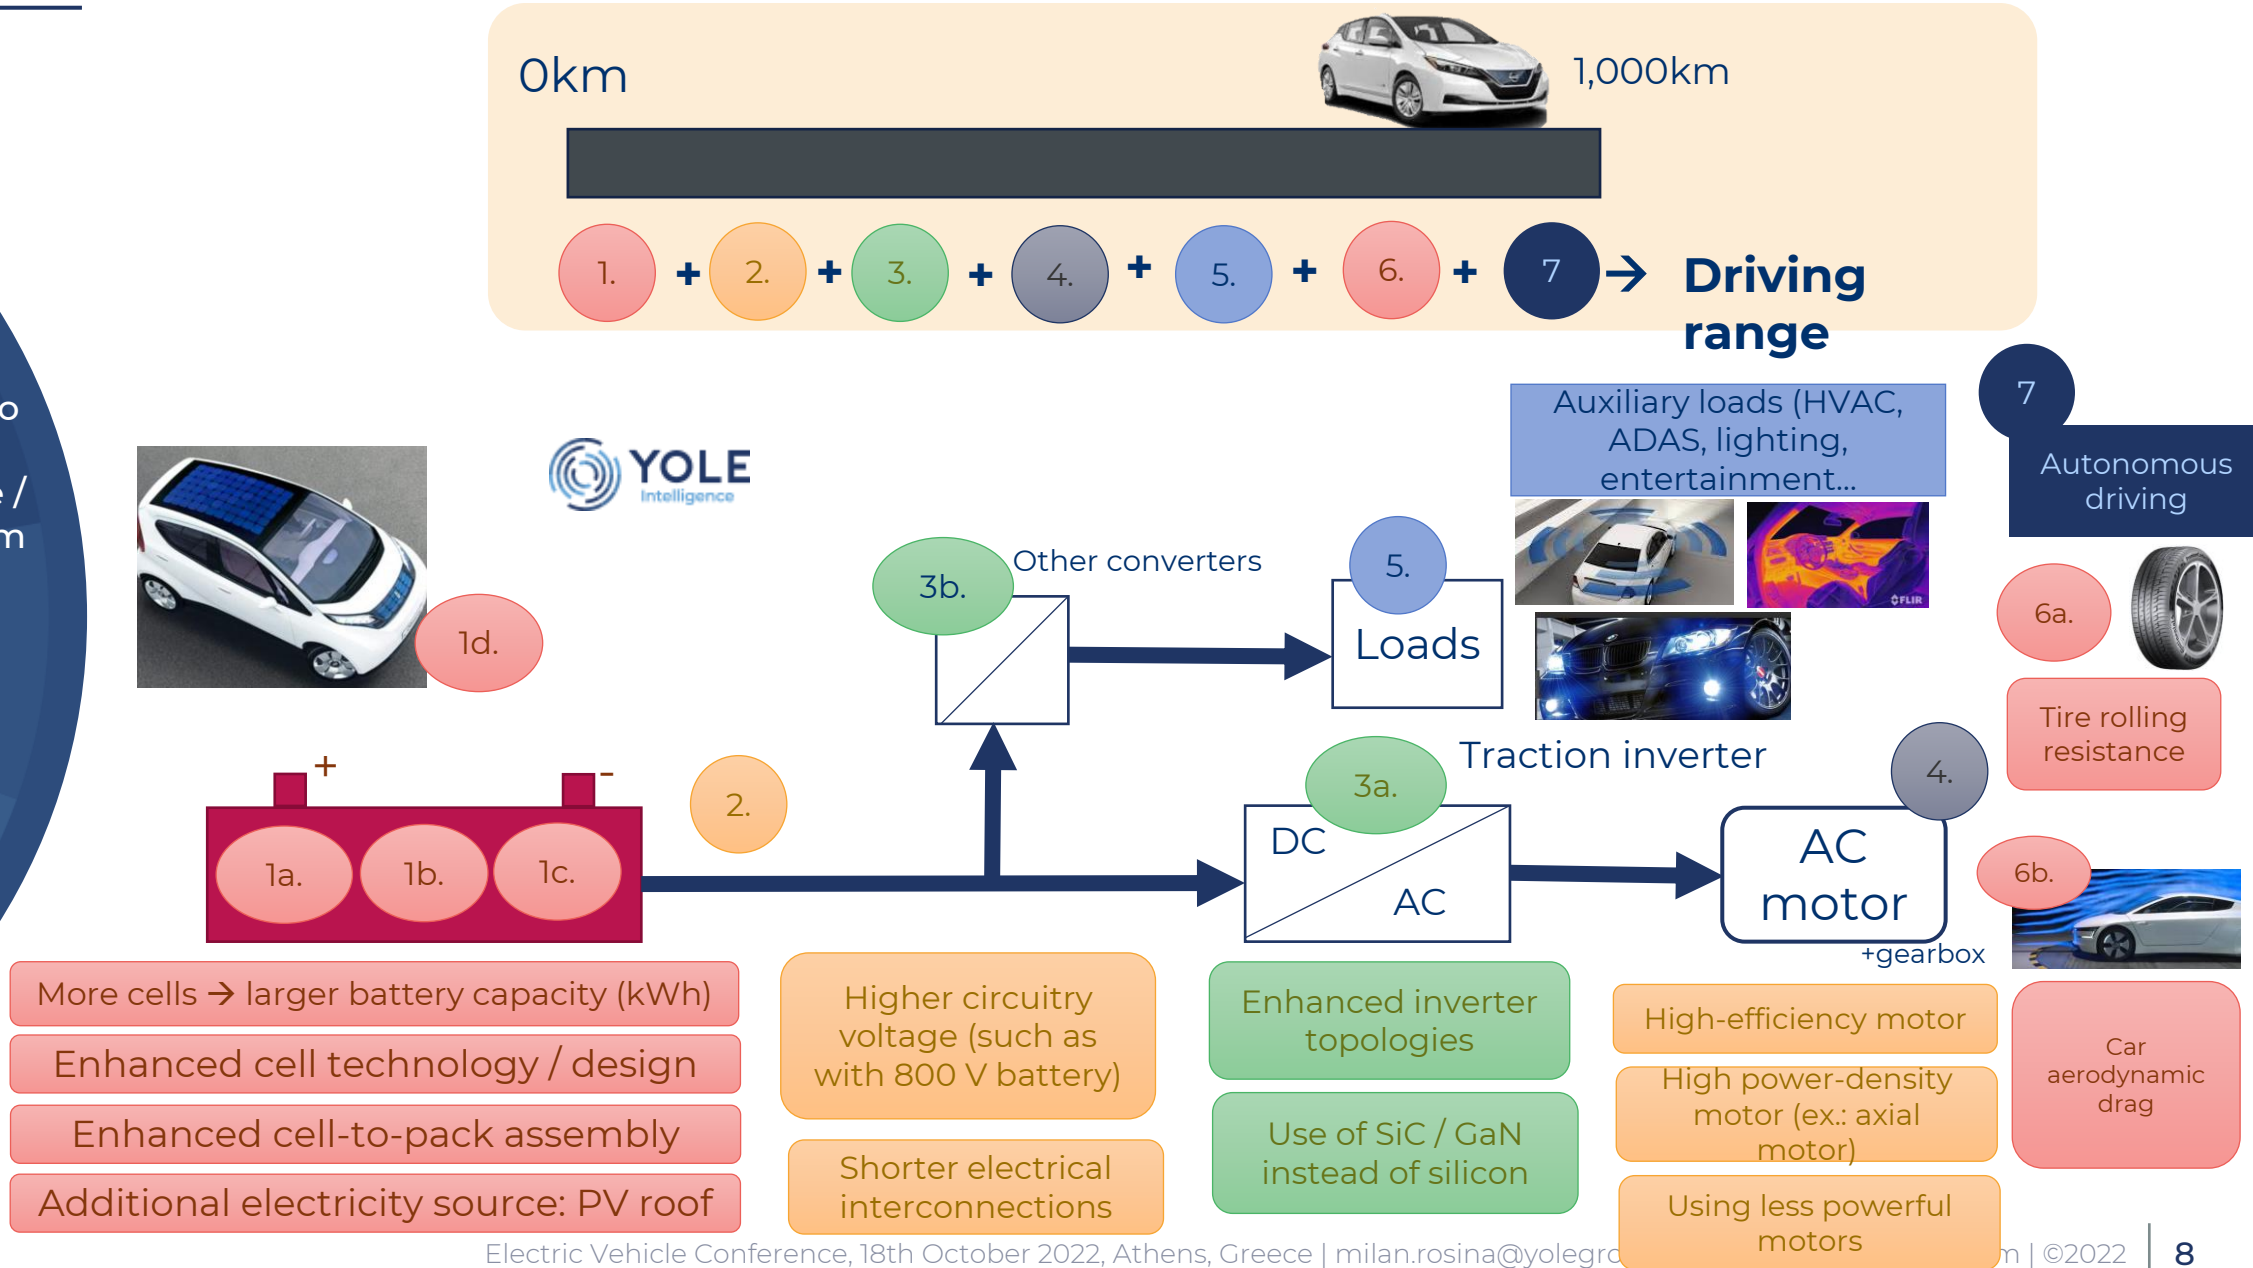 0km
1,000km
1. + 2. + 3. + 4. + 5. + 6. + 7 → Driving
range
o
e /
m
YOLE
Intelligence
1d.
3b.
Other converters
5.
Loads
Auxiliary loads (HVAC,
ADAS, lighting,
entertainment...
FLIR
7
Autonomous
driving
6a.
Tire rolling
resistance
+
-
1a.
1b.
1c.
2.
3a.
Traction inverter
DC
AC
4.
AC
motor
+gearbox
6b.
Car
aerodynamic
drag
More cells → larger battery capacity (kWh)
Enhanced cell technology / design
Enhanced cell-to-pack assembly
Additional electricity source: PV roof
Higher circuitry
voltage (such as
with 800 V battery)
Shorter electrical
interconnections
Enhanced inverter
topologies
Use of SiC / GaN
instead of silicon
High-efficiency motor
High power-density
motor (ex.: axial
motor)
Using less powerful
motors
Electric Vehicle Conference, 18th October 2022, Athens, Greece | milan.rosina@yolegro m | ©2022
8